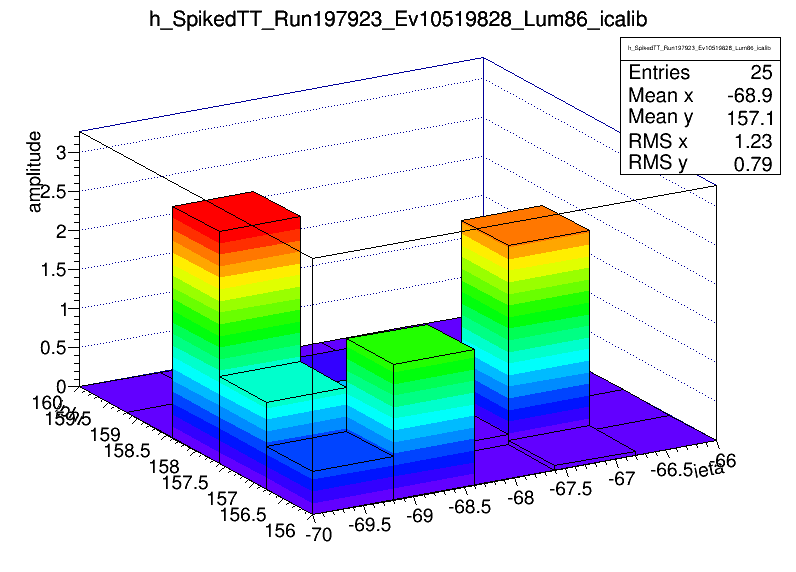 h_SpikedTT_Run197923_Ev10519828_Lum86_icalib
h_SpikedTT_Run197923_Ev10519828_Lum86_icalib
Entries 25
Mean x -68.9
Mean y 157.1
RMS x 1.23
RMS y 0.79
amplitude
3
2.5
2
1.5
1
0.5
0
160
159.5
159
158.5
158
157.5
157
156.5
156
-70
-69.5
-69
-68.5
-68
-67.5
-67
-66.5
-66
ieta